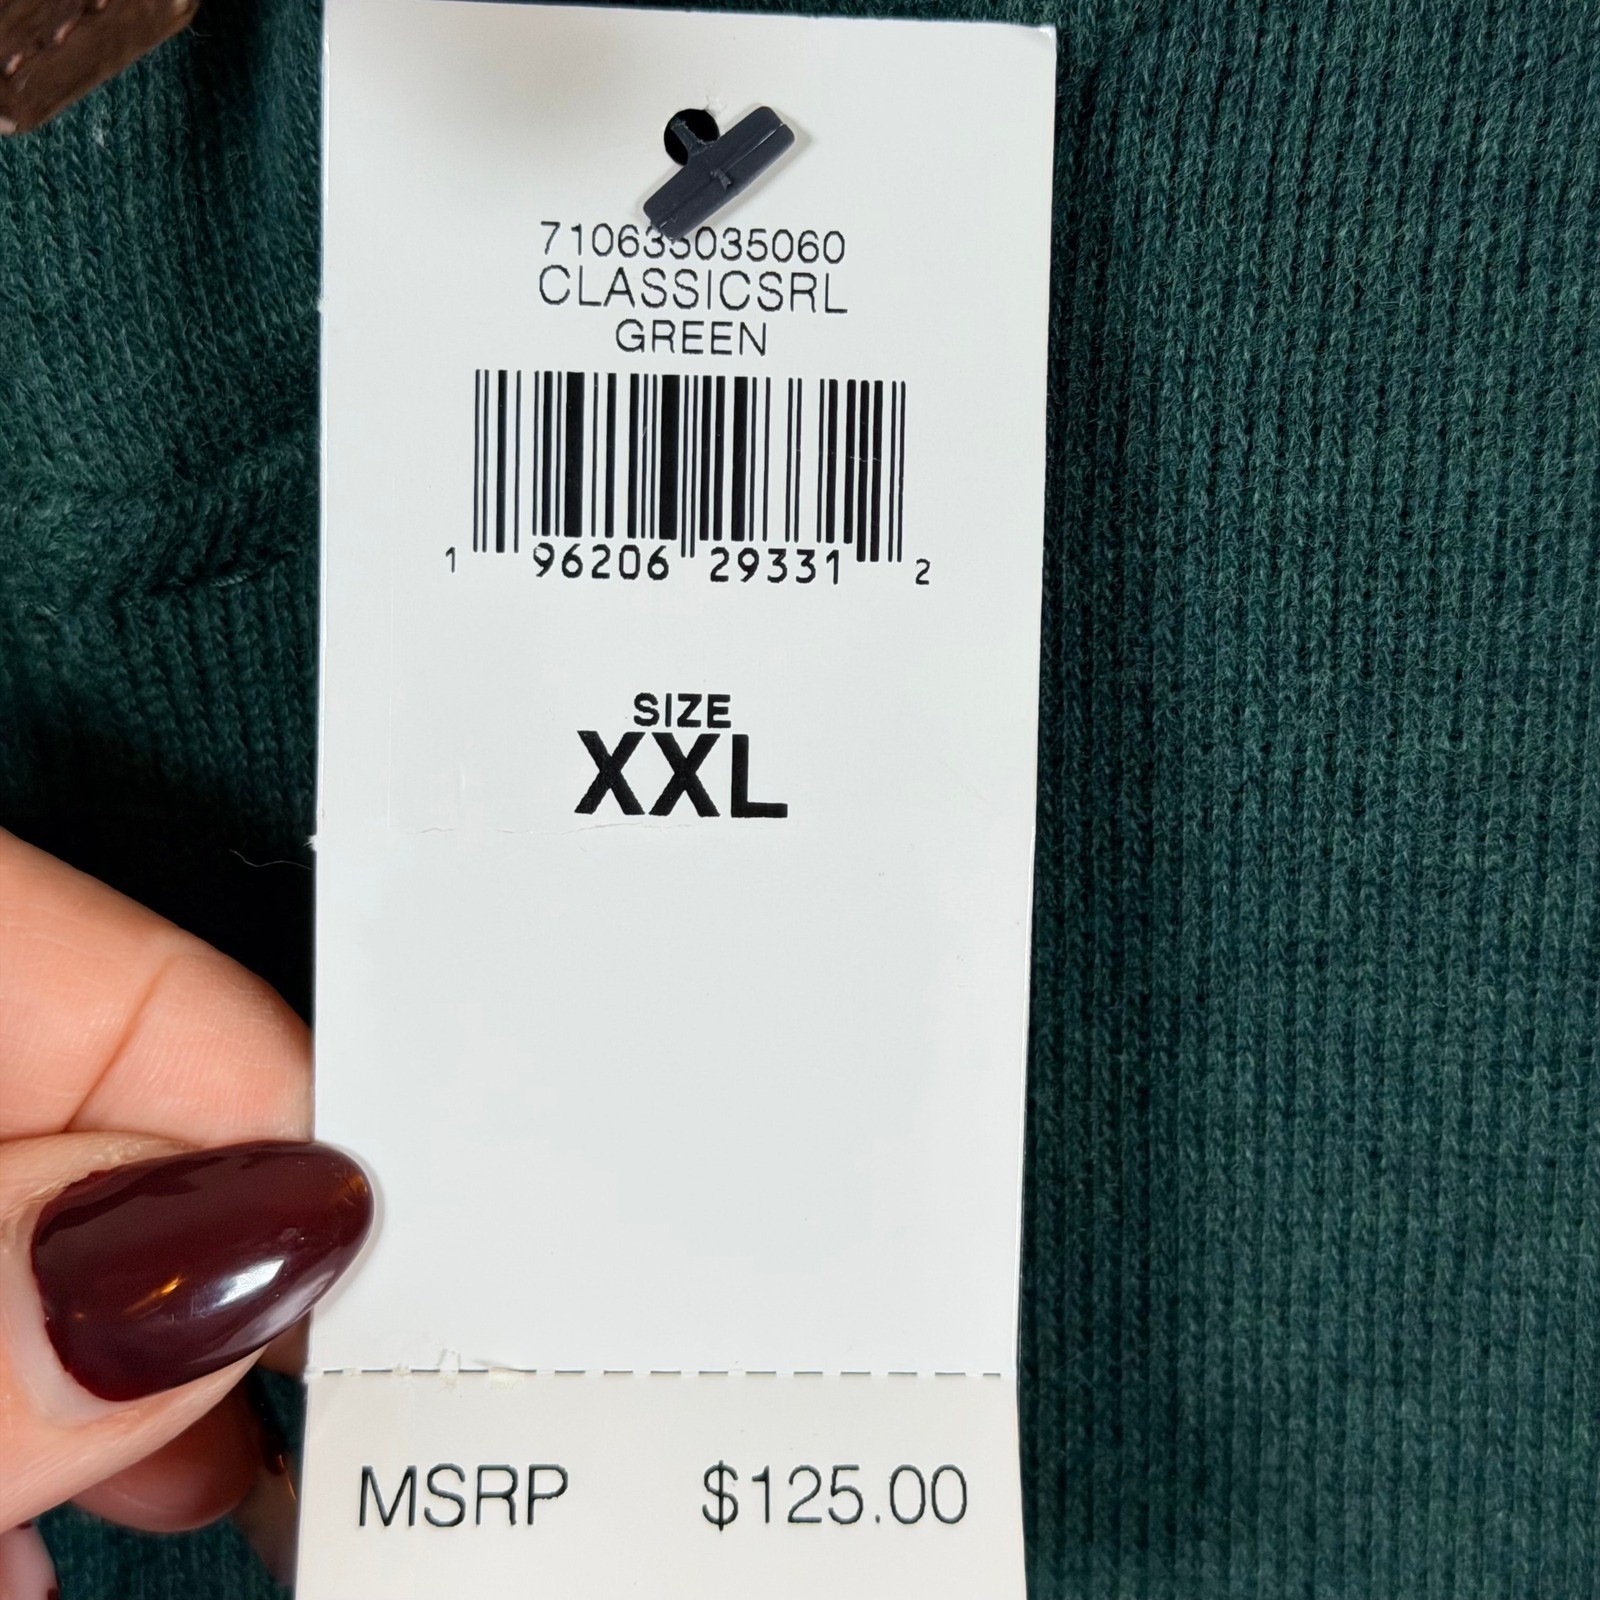 710635035060
CLASSICSRL
GREEN
1 96206 29331 2
SIZE
XXL
MSRP $125.00